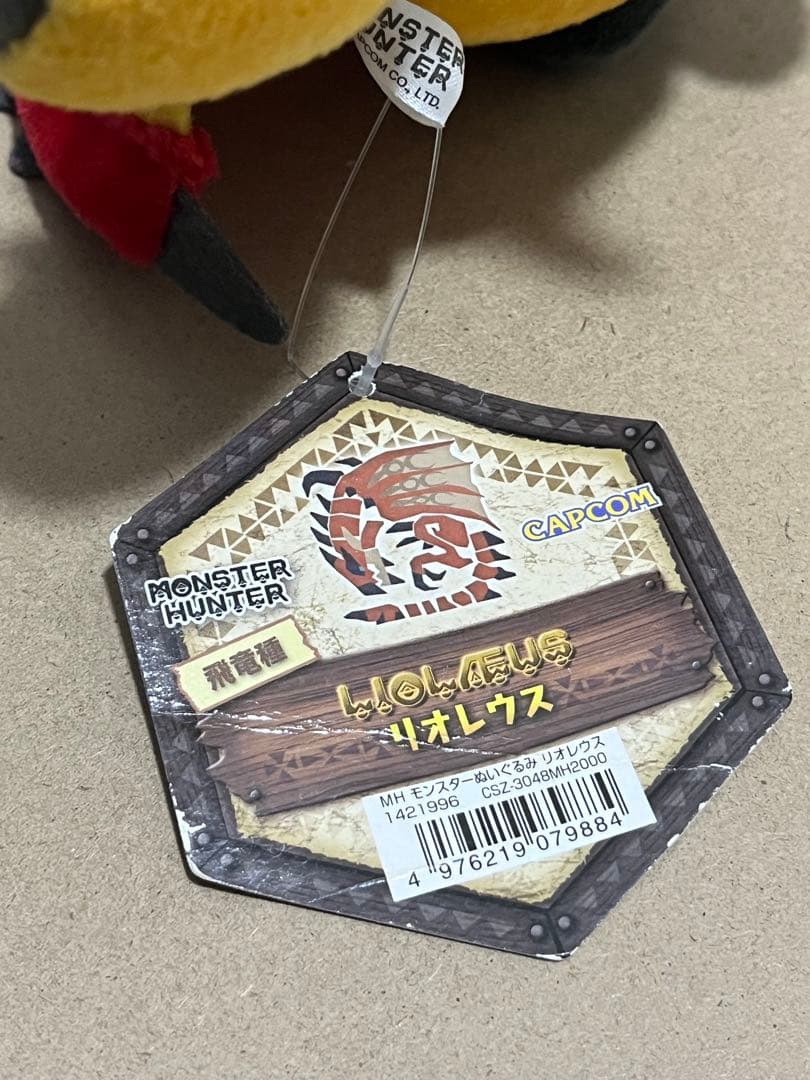 MONSTER
HUNTER
CAPCOM CO., LTD.
CAPCOM
MONSTER
HUNTER
飛竜種
LIOLÆUS
リオレウス
MH モンスターぬいぐるみ リオレウス
1421996 CSZ-3048MH2000
4 976219 079884